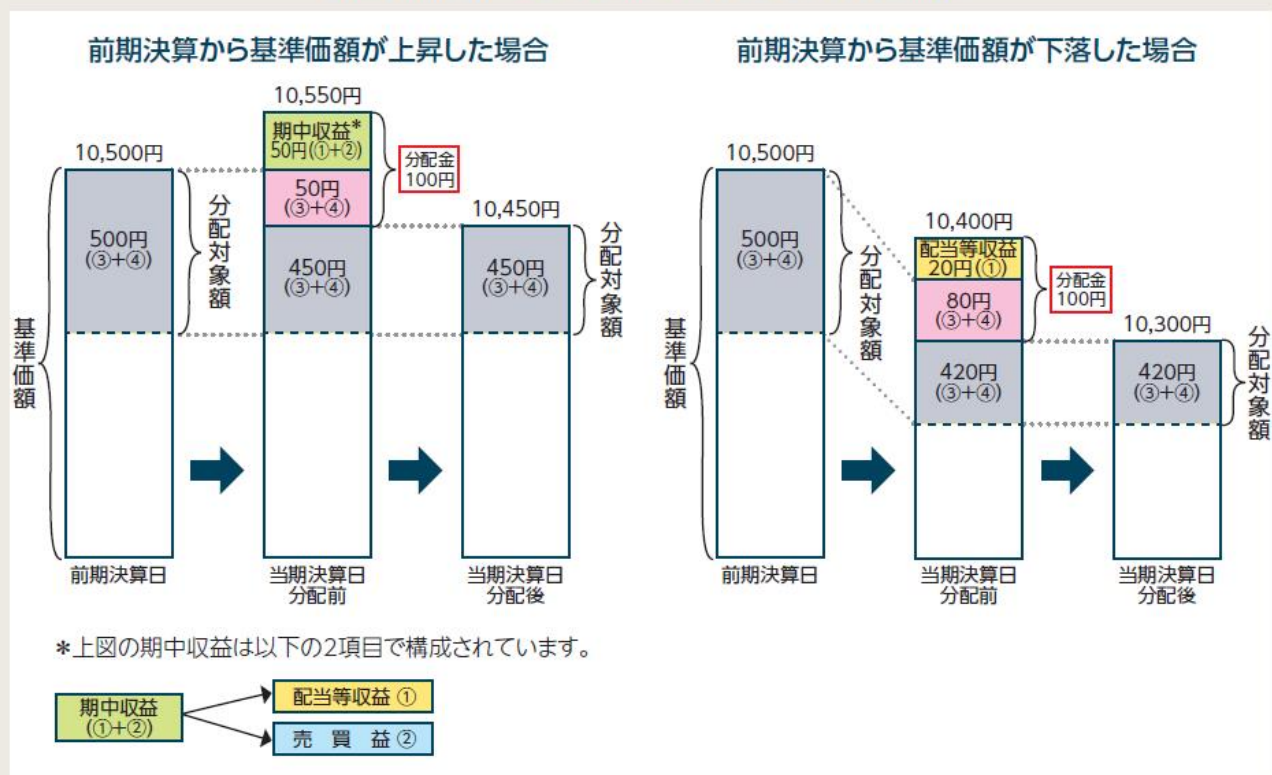 前期決算から基準価額が上昇した場合
10,500円
500円
(③+④)
分配対象額
基準価額
前期決算日
10,550円
期中収益*
50円(①+②)
50円
(③+④)
450円
(③+④)
分配金
100円
当期決算日
分配前
10,450円
450円
(③+④)
分配対象額
当期決算日
分配後
前期決算から基準価額が下落した場合
10,500円
500円
(③+④)
分配対象額
基準価額
前期決算日
10,400円
配当等収益
20円(①)
80円
(③+④)
420円
(③+④)
分配金
100円
当期決算日
分配前
10,300円
420円
(③+④)
分配対象額
当期決算日
分配後
*上図の期中収益は以下の2項目で構成されています。
期中収益
(①+②)
配当等収益 ①
売 買 益 ②